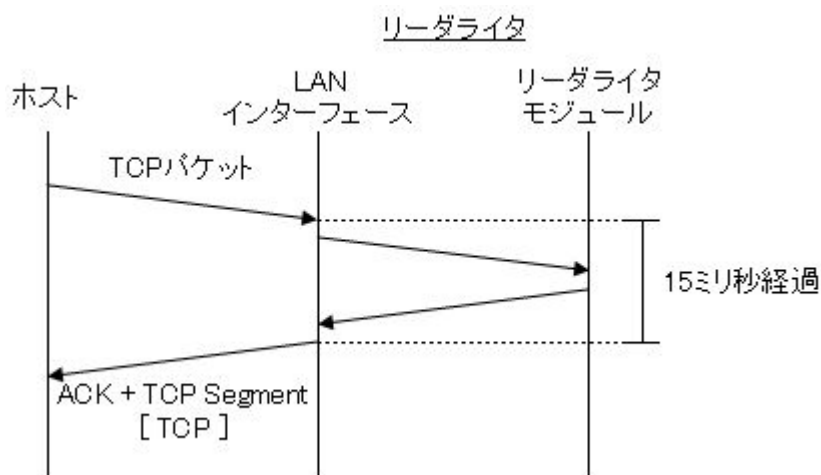 リーダライタ
ホスト
LAN
インターフェース
リーダライタ
モジュール
TCPパケット
15ミリ秒経過
ACK + TCP Segment
[ TCP ]